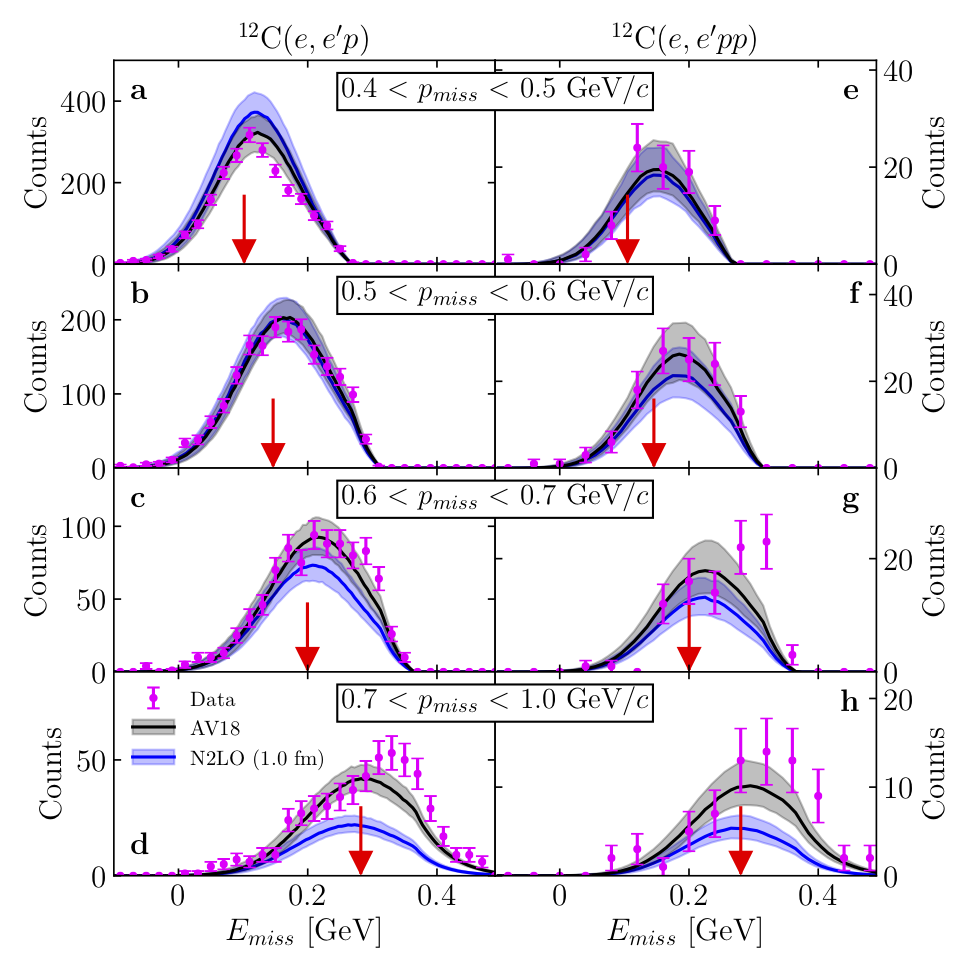 ¹²C(e, e′p) ¹²C(e, e′pp)
a 0.4 < p_miss < 0.5 GeV/c e
Counts 400 200 0
40 20 0 Counts
b 0.5 < p_miss < 0.6 GeV/c f
Counts 200 100 0
40 20 0 Counts
c 0.6 < p_miss < 0.7 GeV/c g
Counts 100 50 0
20 0 Counts
0.7 < p_miss < 1.0 GeV/c h
Data
AV18
N2LO (1.0 fm)
d
Counts 50 0
20 10 0 Counts
0 0.2 0.4 0 0.2 0.4
E_miss [GeV] E_miss [GeV]